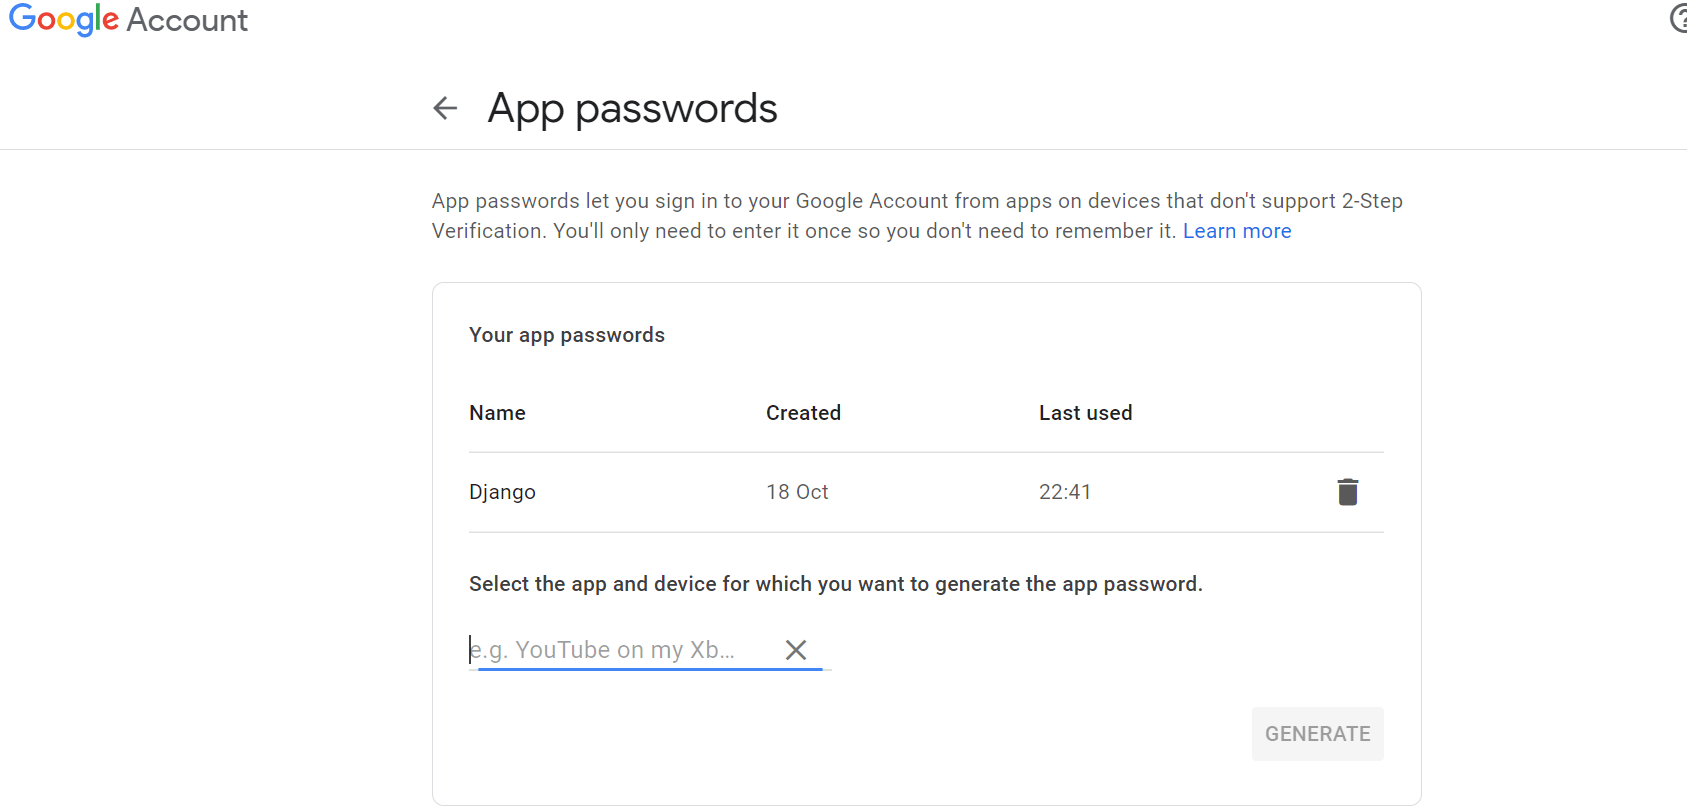 Google Account
App passwords
App passwords let you sign in to your Google Account from apps on devices that don't support 2-Step
Verification. You'll only need to enter it once so you don't need to remember it. Learn more
Your app passwords
Name Created Last used
Django 18 Oct 22:41
Select the app and device for which you want to generate the app password.
e.g. YouTube on my Xb...
GENERATE